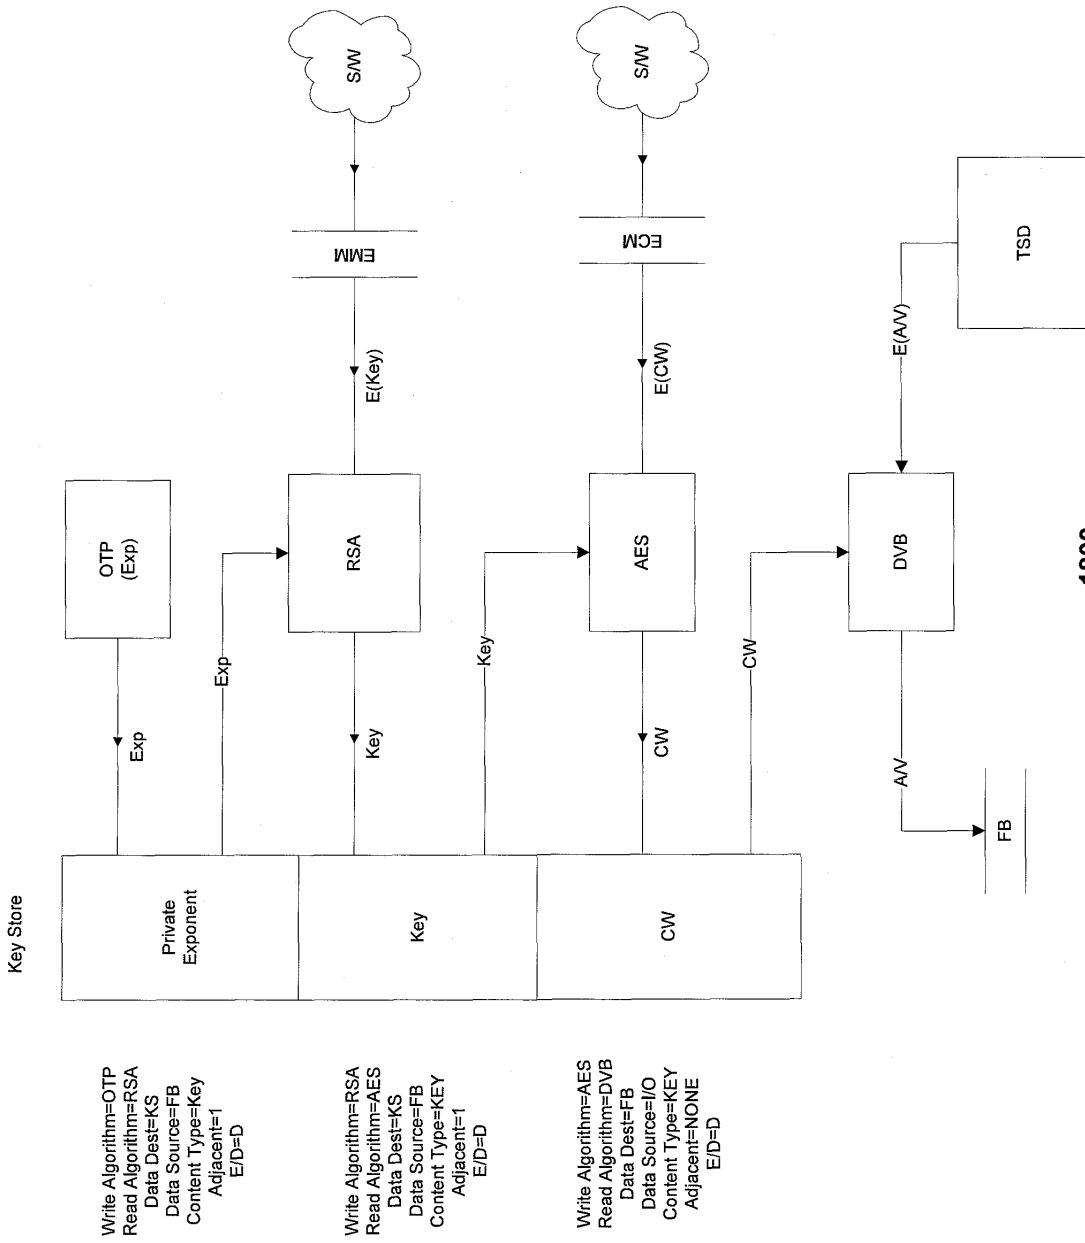 Key Store
Write Algorithm=OTP
Read Algorithm=RSA
Data Dest=KS
Data Source=FB
Content Type=Key
Adjacent=1
E/D=D
Private
Exponent
Exp
Exp
OTP
(Exp)
Write Algorithm=RSA
Read Algorithm=AES
Data Dest=KS
Data Source=FB
Content Type=KEY
Adjacent=1
E/D=D
Key
Key
Key
RSA
E(Key)
EMM
S/W
Write Algorithm=AES
Read Algorithm=DVB
Data Dest=FB
Data Source=I/O
Content Type=KEY
Adjacent=NONE
E/D=D
CW
CW
CW
AES
E(CW)
ECM
S/W
FB
A/V
DVB
E(A/V)
TSD